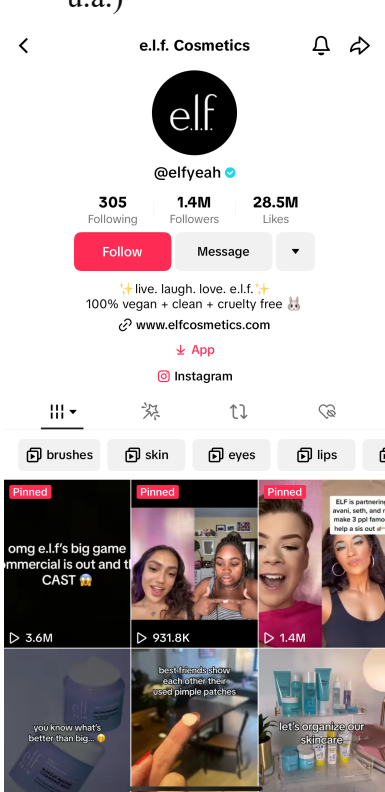 u.a.)
e.l.f. Cosmetics
e.l.f.
@elfyeah
305 1.4M 28.5M
Following Followers Likes
Follow Message
✨live. laugh. love. e.l.f.✨
100% vegan + clean + cruelty free 🐰
www.elfcosmetics.com
App
Instagram
brushes skin eyes lips
Pinned
omg e.l.f's big game
ommercial is out and t
CAST 😱
3.6M
Pinned
931.8K
Pinned
ELF is partnering
avani, seth, and
make 3 ppl famo
help a sis out
1.4M
you know what's
better than big... 🤭
best friends show
each other their
used pimple patches
let's organize our
skincare